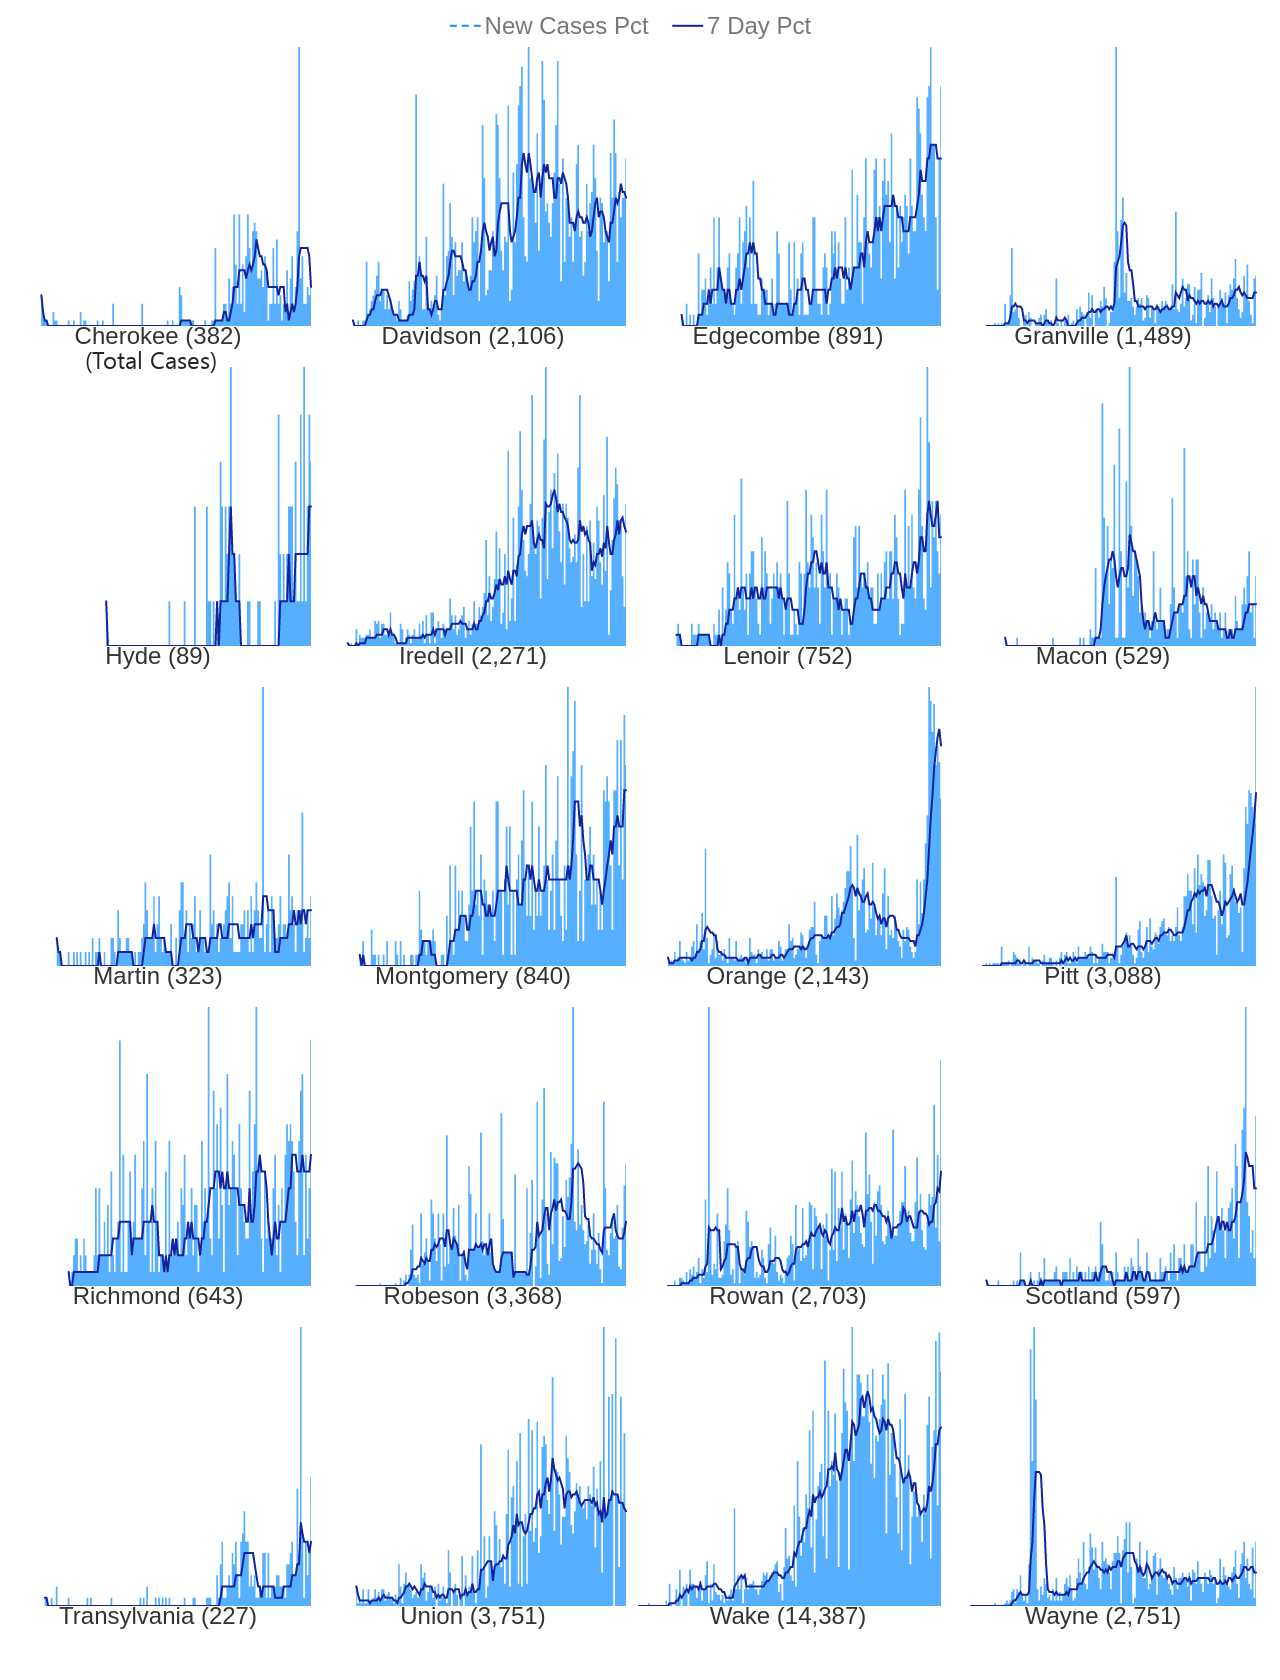 New Cases Pct 7 Day Pct
Cherokee (382) Davidson (2,106) Edgecombe (891) Granville (1,489)
(Total Cases)
Hyde (89) Iredell (2,271) Lenoir (752) Macon (529)
Martin (323) Montgomery (840) Orange (2,143) Pitt (3,088)
Richmond (643) Robeson (3,368) Rowan (2,703) Scotland (597)
Transylvania (227) Union (3,751) Wake (14,387) Wayne (2,751)